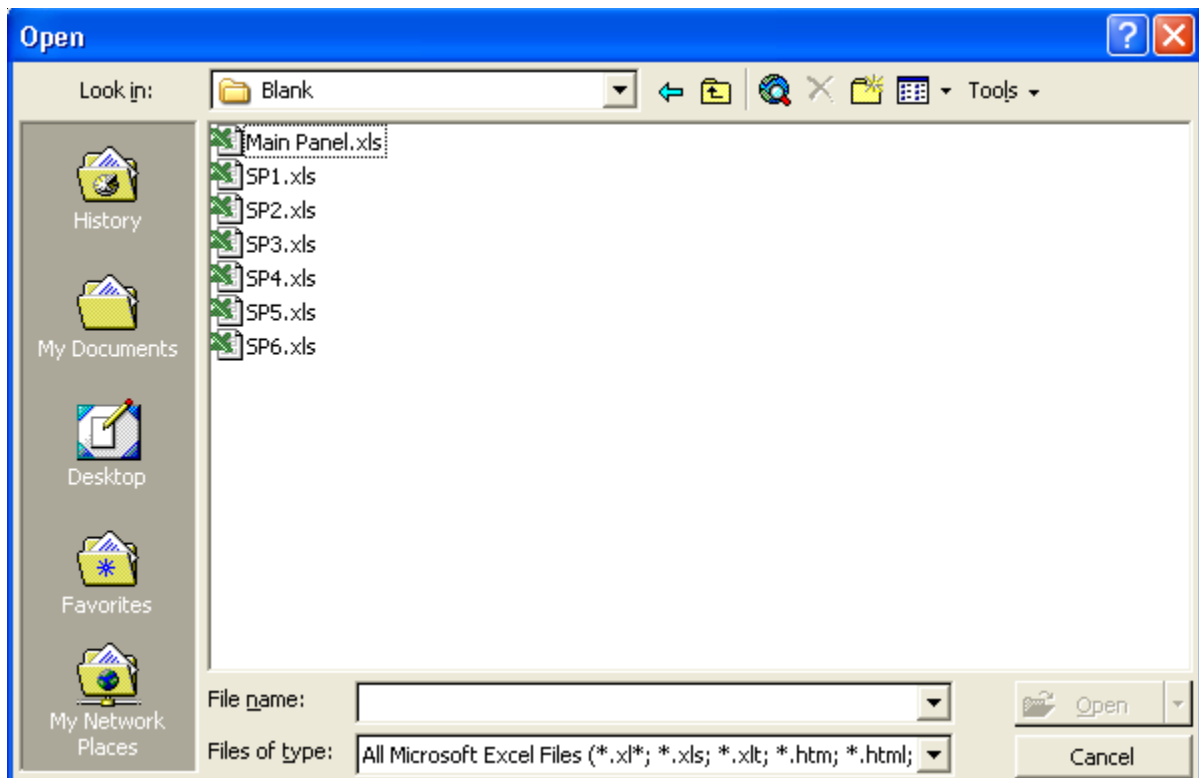 Open
Look in: Blank Tools
Main Panel.xls
SP1.xls
SP2.xls
SP3.xls
SP4.xls
SP5.xls
SP6.xls
History
My Documents
Desktop
Favorites
My Network
Places
File name: Open
Files of type: All Microsoft Excel Files (*.xl*; *.xls; *.xlt; *.htm; *.html; Cancel